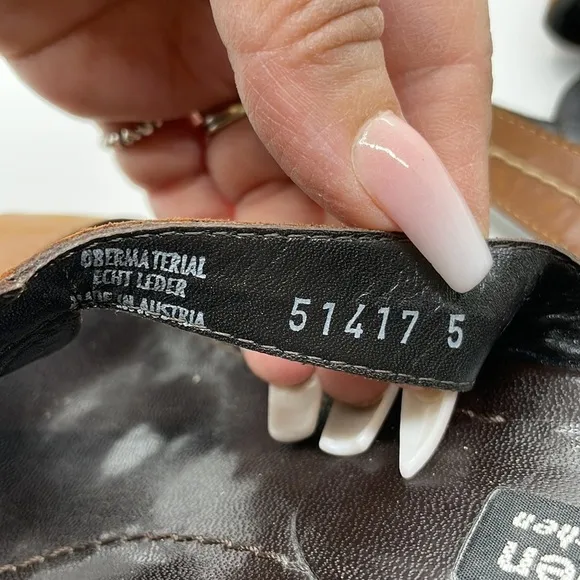 OBERMATERIAL
ECHT LEDER
MADE IN AUSTRIA
51417 5